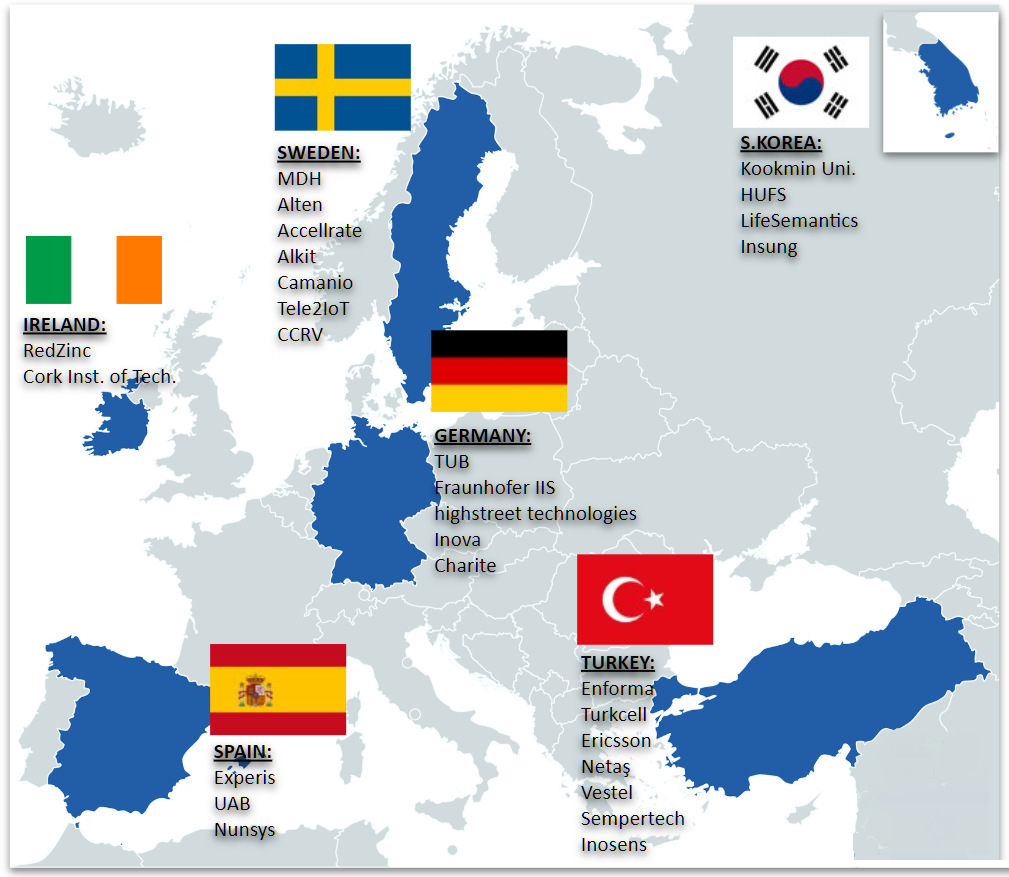 SWEDEN:
MDH
Alten
Accellrate
Alkit
Camanio
Tele2IoT
CCRV
S.KOREA:
Kookmin Uni.
HUFS
LifeSemantics
Insung
IRELAND:
RedZinc
Cork Inst. of Tech.
GERMANY:
TUB
Fraunhofer IIS
highstreet technologies
Inova
Charite
SPAIN:
Experis
UAB
Nunsys
TURKEY:
Enforma
Turkcell
Ericsson
Netaş
Vestel
Sempertech
Inosens